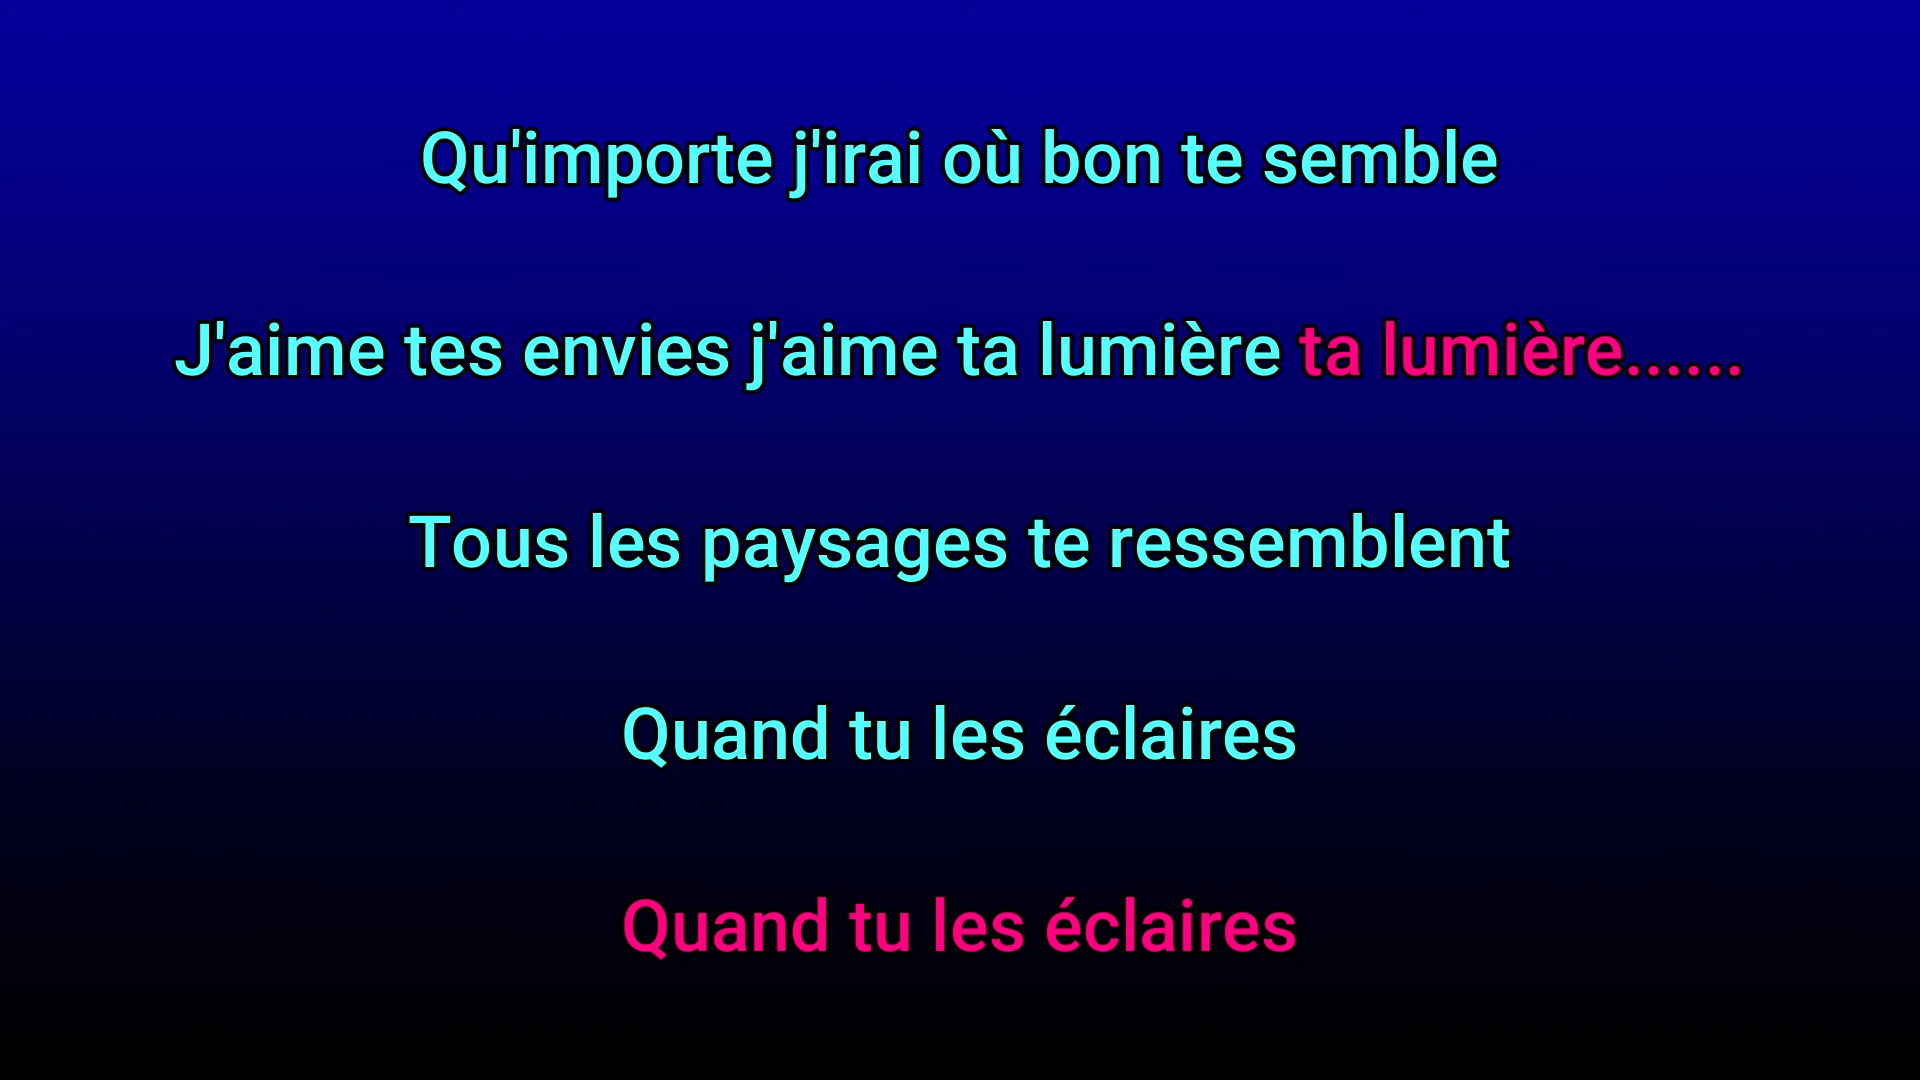 Qu'importe j'irai où bon te semble
J'aime tes envies j'aime ta lumière ta lumière......
Tous les paysages te ressemblent
Quand tu les éclaires
Quand tu les éclaires